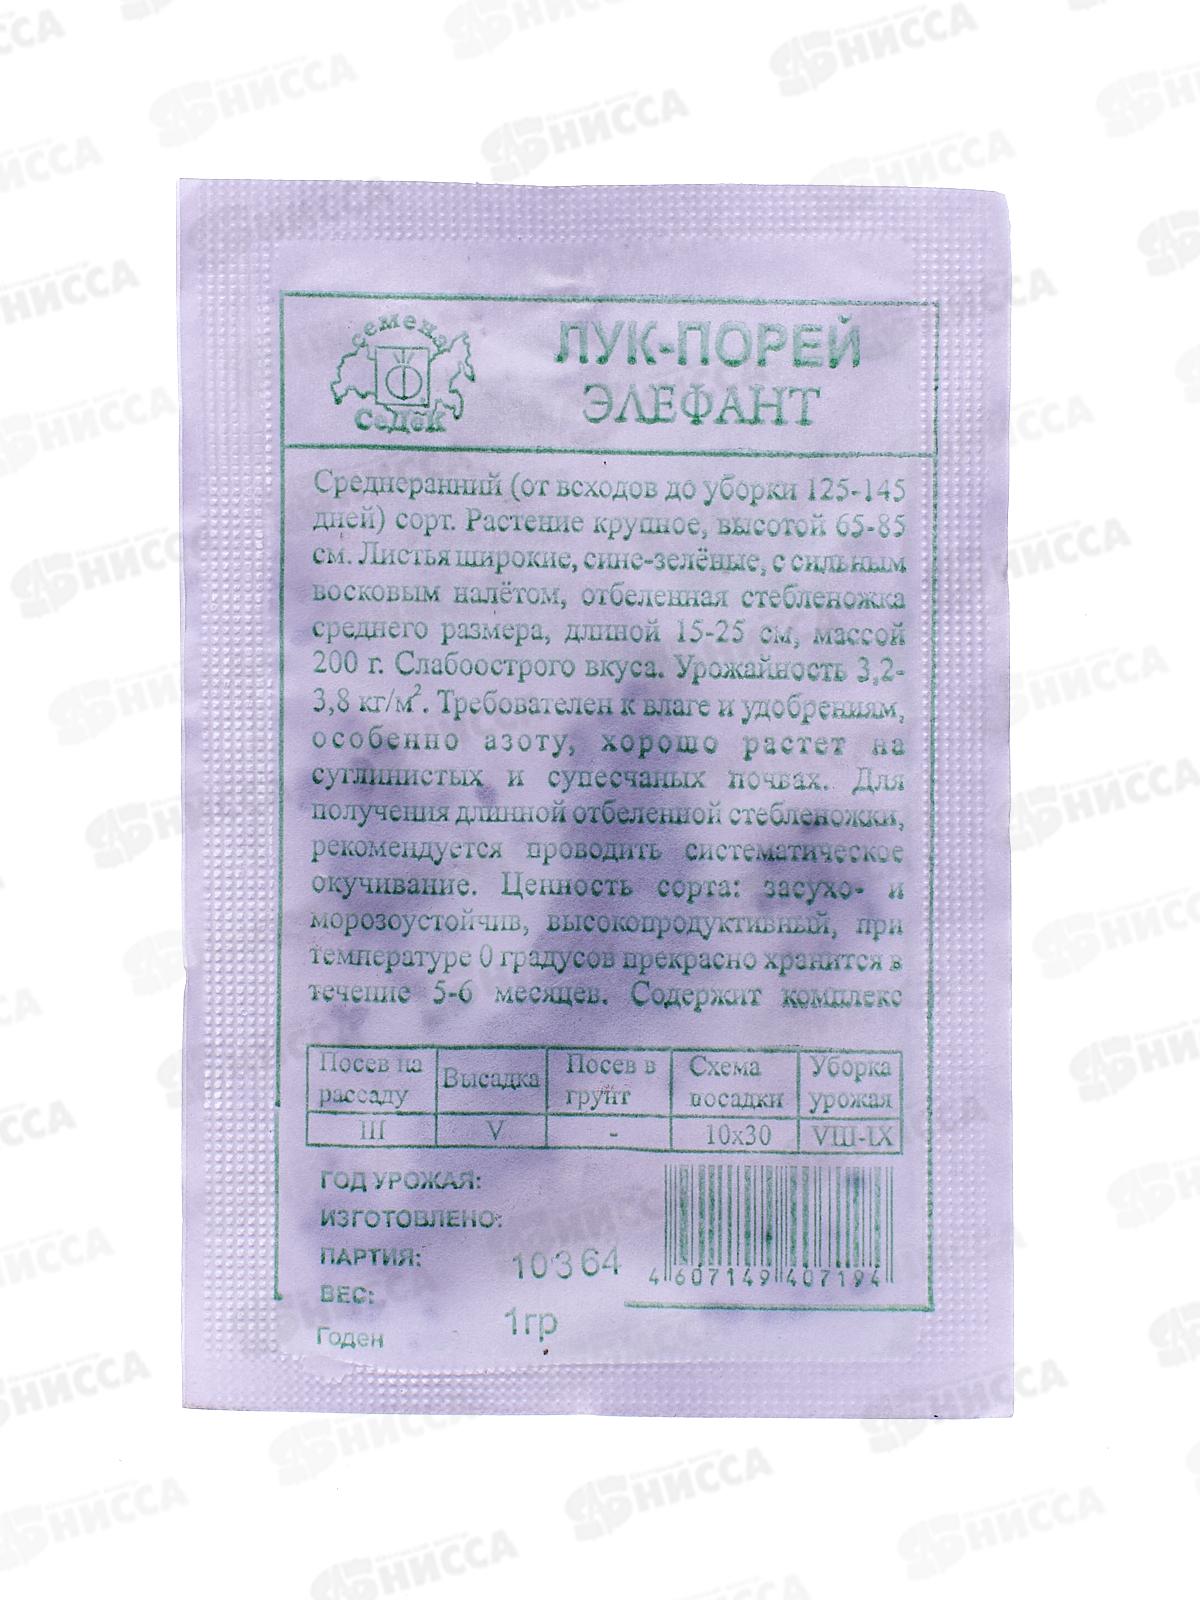 семена
СеДеК
ЛУК-ПОРЕЙ
ЭЛЕФАНТ
Среднеранний (от всходов до уборки 125-145
дней) сорт. Растение крупное, высотой 65-85
см. Листья широкие, сине-зелёные, с сильным
восковым налётом, отбеленная стебленожка
среднего размера, длиной 15-25 см, массой
200 г. Слабоострого вкуса. Урожайность 3,2-
3,8 кг/м². Требователен к влаге и удобрениям,
особенно азоту, хорошо растет на
суглинистых и супесчаных почвах. Для
получения длинной отбеленной стебленожки,
рекомендуется проводить систематическое
окучивание. Ценность сорта: засухо- и
морозоустойчив, высокопродуктивный, при
температуре 0 градусов прекрасно хранится в
течение 5-6 месяцев. Содержит комплекс
Посев на рассаду Высадка Посев в грунт Схема посадки Уборка урожая
III V - 10х30 VIII-IX
ГОД УРОЖАЯ:
ИЗГОТОВЛЕНО:
ПАРТИЯ: 10364
ВЕС: 1гр
Годен
4 607149 407194
ЯБНИССА